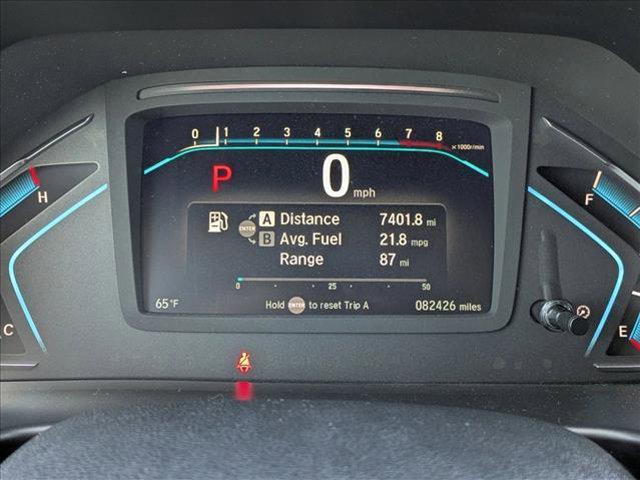 0 1 2 3 4 5 6 7 8 x1000r/min
P 0 mph
H F
ENTER A Distance 7401.8 mi
B Avg. Fuel 21.8 mpg
Range 87 mi
0 25 50
65°F Hold ENTER to reset Trip A 082426 miles
C E